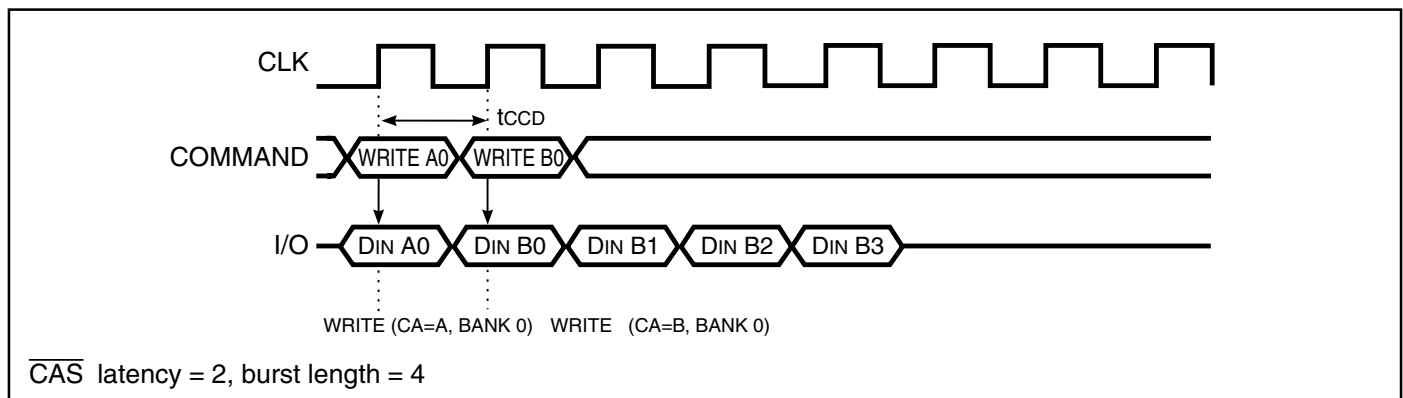 CLK
tCCD
COMMAND WRITE A0 WRITE B0
I/O DIN A0 DIN B0 DIN B1 DIN B2 DIN B3
WRITE (CA=A, BANK 0) WRITE (CA=B, BANK 0)
CAS latency = 2, burst length = 4